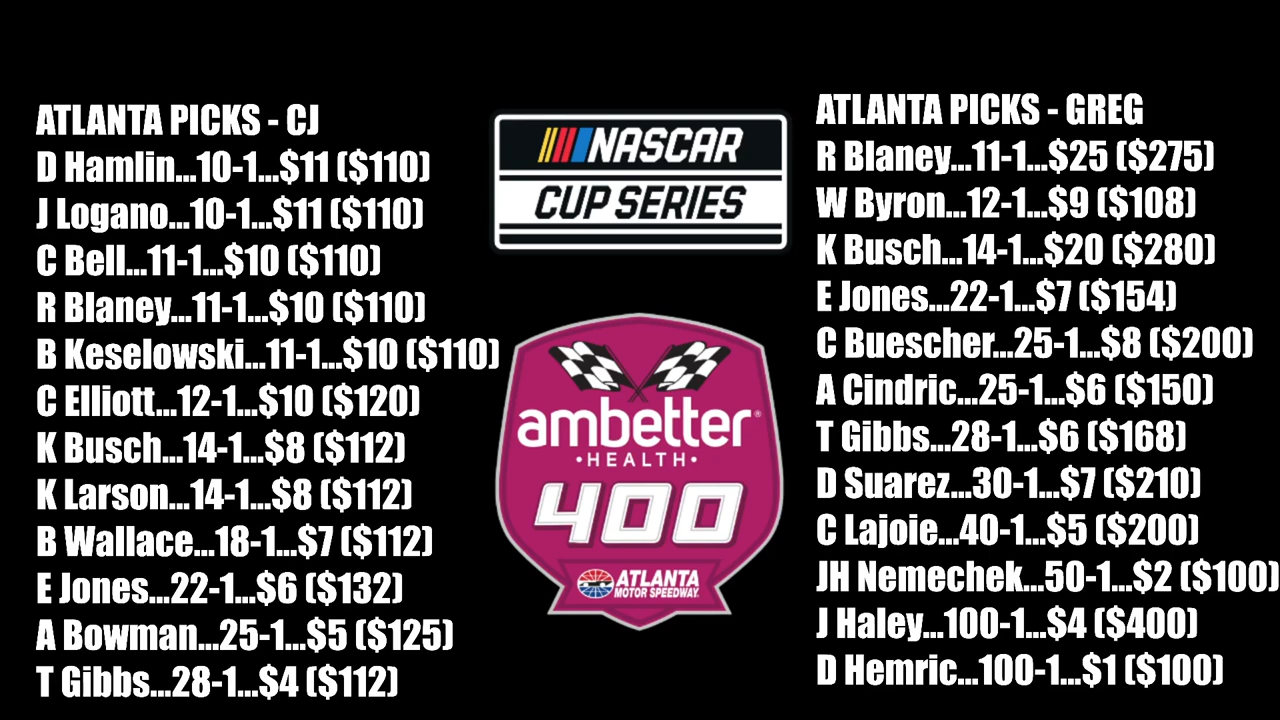 ATLANTA PICKS - CJ
D Hamlin...10-1...$11 ($110)
J Logano...10-1...$11 ($110)
C Bell...11-1...$10 ($110)
R Blaney...11-1...$10 ($110)
B Keselowski...11-1...$10 ($110)
C Elliott...12-1...$10 ($120)
K Busch...14-1...$8 ($112)
K Larson...14-1...$8 ($112)
B Wallace...18-1...$7 ($112)
E Jones...22-1...$6 ($132)
A Bowman...25-1...$5 ($125)
T Gibbs...28-1...$4 ($112)
NASCAR
CUP SERIES
ambetter®
•HEALTH•
400
ATLANTA
MOTOR SPEEDWAY
ATLANTA PICKS - GREG
R Blaney...11-1...$25 ($275)
W Byron...12-1...$9 ($108)
K Busch...14-1...$20 ($280)
E Jones...22-1...$7 ($154)
C Buescher...25-1...$8 ($200)
A Cindric...25-1...$6 ($150)
T Gibbs...28-1...$6 ($168)
D Suarez...30-1...$7 ($210)
C Lajoie...40-1...$5 ($200)
JH Nemechek...50-1...$2 ($100)
J Haley...100-1...$4 ($400)
D Hemric...100-1...$1 ($100)